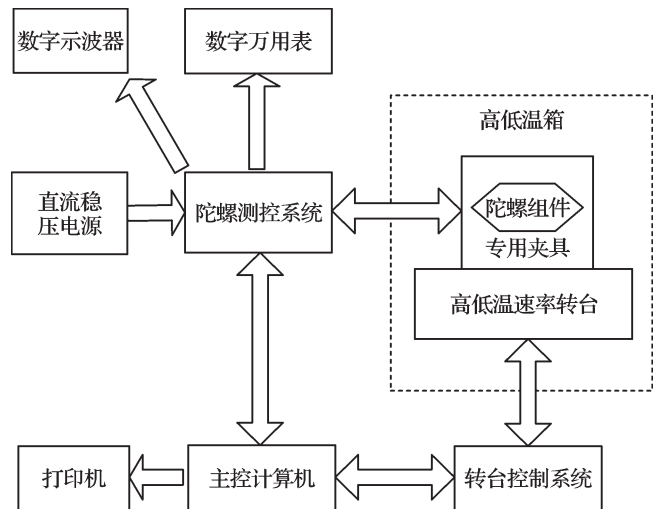 数字示波器
数字万用表
高低温箱
直流稳
压电源
陀螺测控系统
陀螺组件
专用夹具
高低温速率转台
打印机
主控计算机
转台控制系统